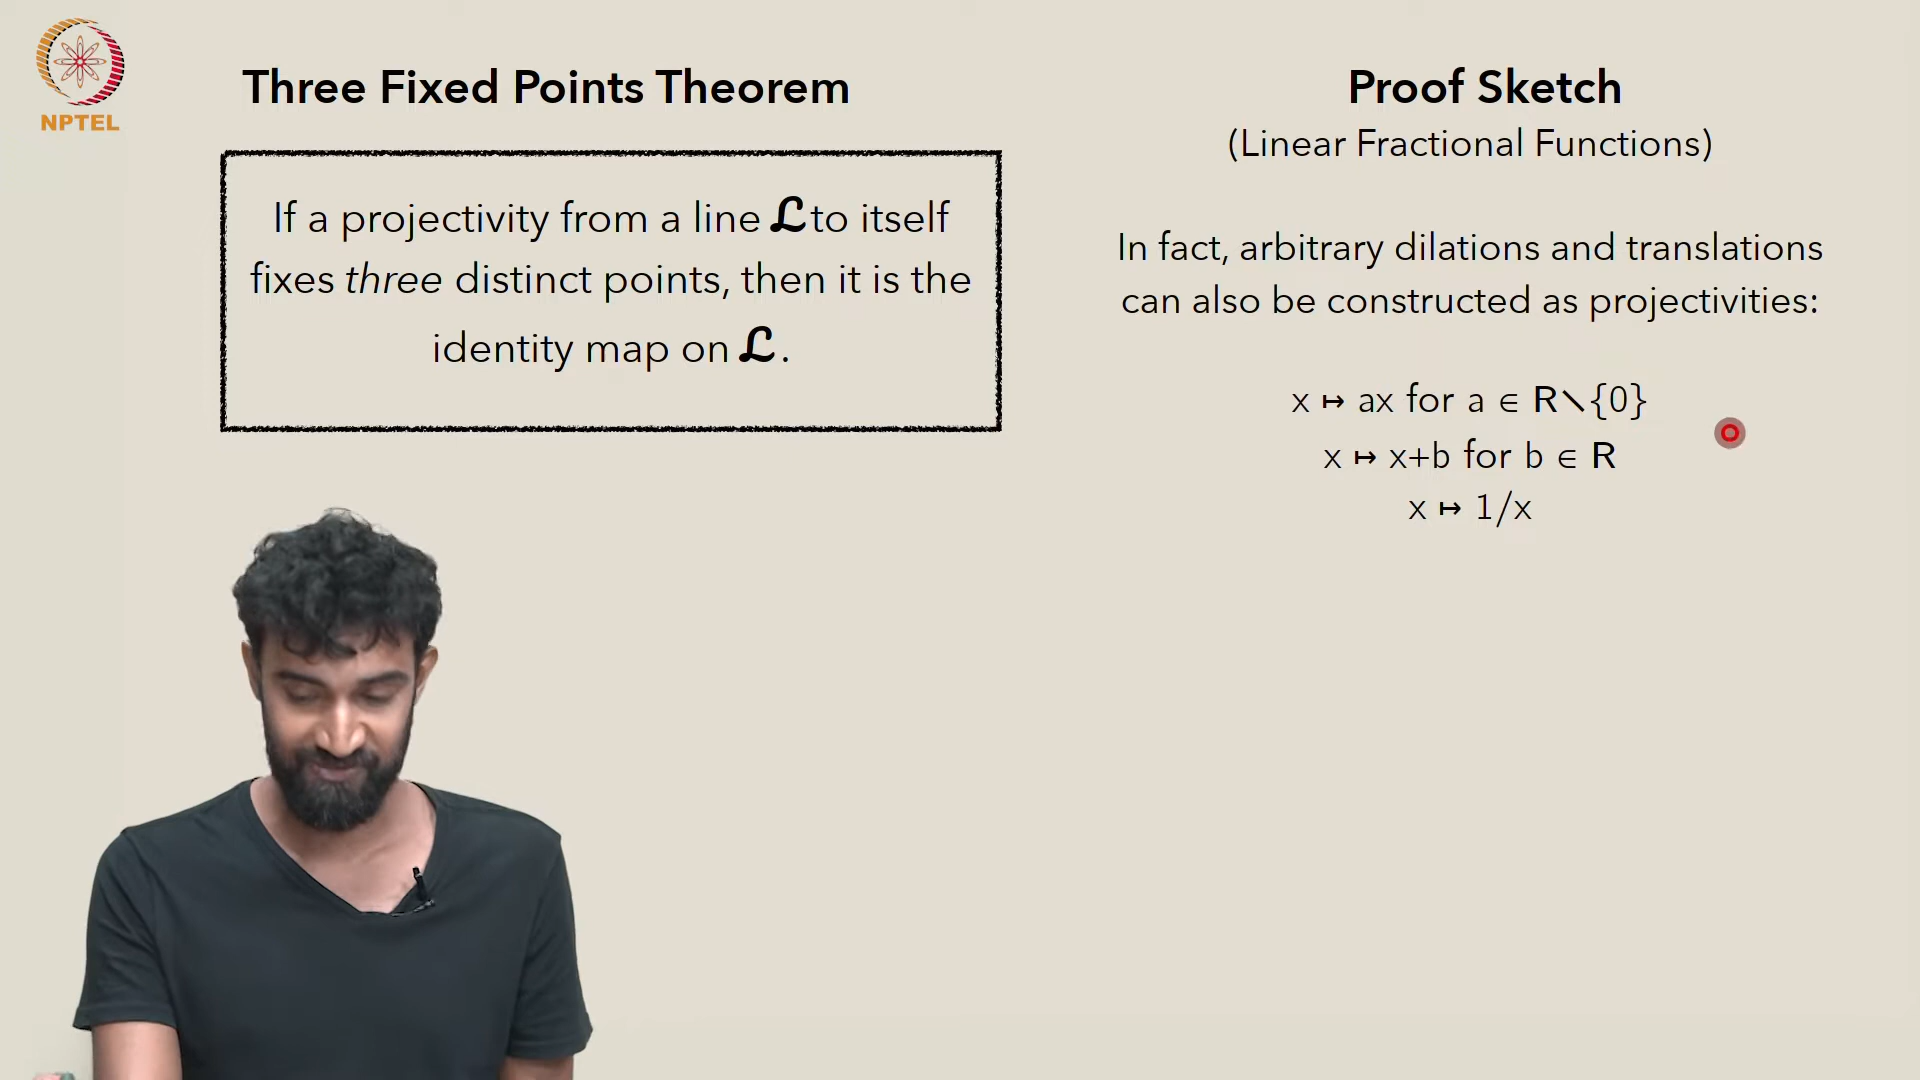 NPTEL
Three Fixed Points Theorem
If a projectivity from a line ℒ to itself
fixes three distinct points, then it is the
identity map on ℒ.
Proof Sketch
(Linear Fractional Functions)
In fact, arbitrary dilations and translations
can also be constructed as projectivities:
x ↦ ax for a ∈ R∖{0}
x ↦ x+b for b ∈ R
x ↦ 1/x